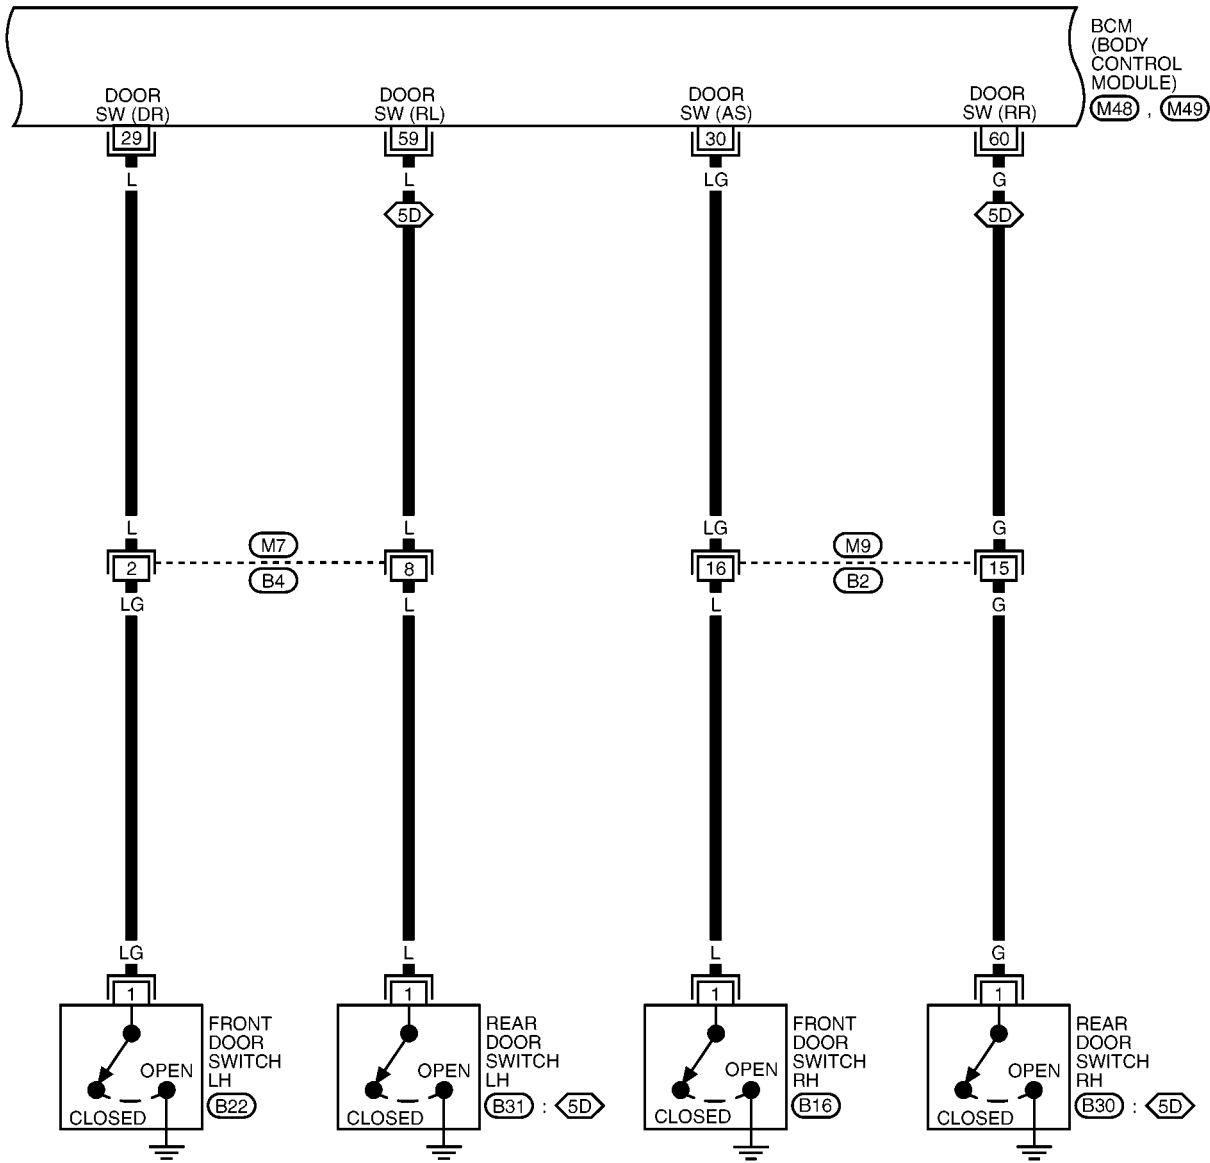 BCM
(BODY
CONTROL
MODULE)
M48 , M49
DOOR
SW (DR)
DOOR
SW (RL)
DOOR
SW (AS)
DOOR
SW (RR)
29
59
30
60
L
L
LG
G
5D
5D
L
L
LG
G
M7
M9
2
8
16
15
B4
B2
LG
L
L
G
LG
L
L
G
1
1
1
1
FRONT
DOOR
SWITCH
LH
B22
OPEN
CLOSED
REAR
DOOR
SWITCH
LH
B31 : 5D
OPEN
CLOSED
FRONT
DOOR
SWITCH
RH
B16
OPEN
CLOSED
REAR
DOOR
SWITCH
RH
B30 : 5D
OPEN
CLOSED